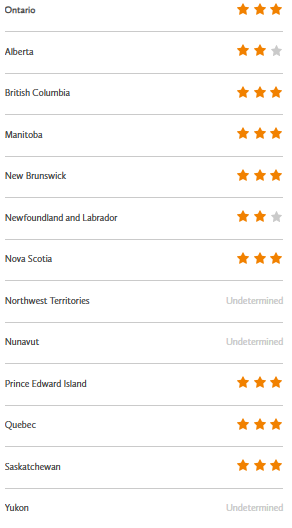 Ontario
Alberta
British Columbia
Manitoba
New Brunswick
Newfoundland and Labrador
Nova Scotia
Northwest Territories Undetermined
Nunavut Undetermined
Prince Edward Island
Quebec
Saskatchewan
Yukon Undetermined